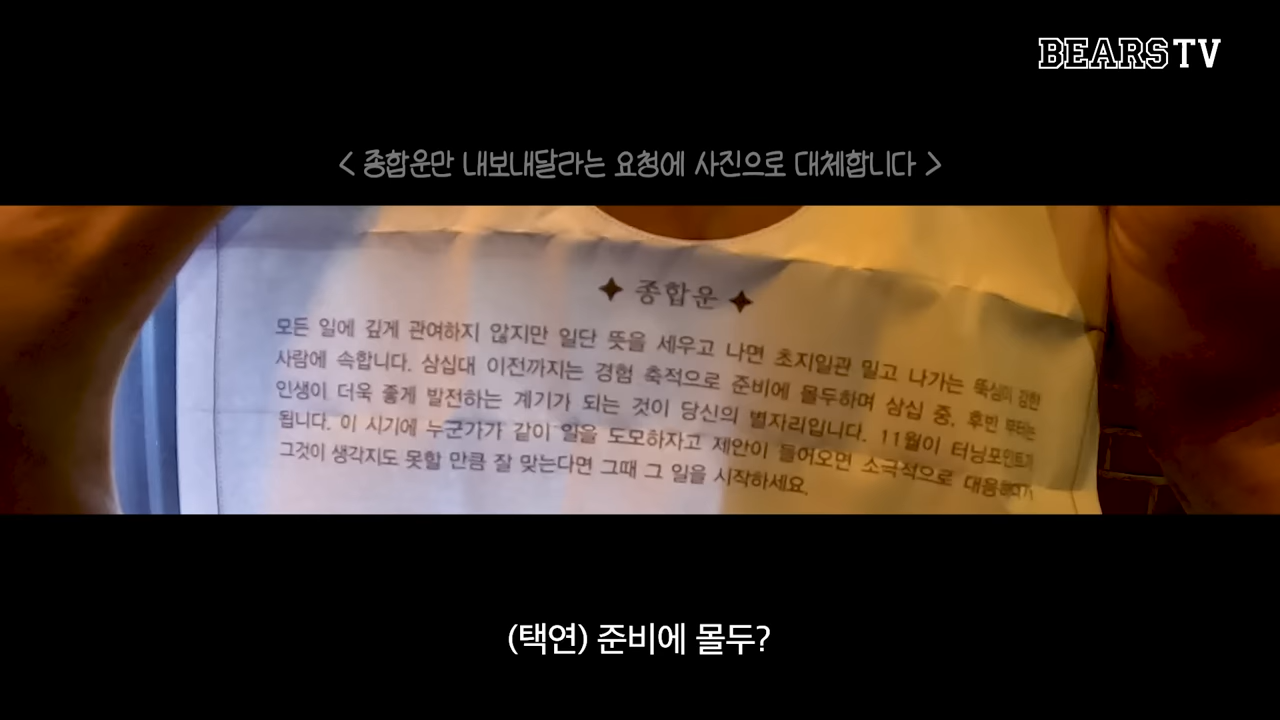 BEARS TV
< 종합운만 내보내달라는 요청에 사진으로 대체합니다 >
✦ 종합운 ✦
모든 일에 깊게 관여하지 않지만 일단 뜻을 세우고 나면 초지일관 밀고 나가는 뚝심이 강한
사람에 속합니다. 삼십대 이전까지는 경험 축적으로 준비에 몰두하며 삼십 중, 후반 부터는
인생이 더욱 좋게 발전하는 계기가 되는 것이 당신의 별자리입니다. 11월이 터닝포인트가
됩니다. 이 시기에 누군가가 같이 일을 도모하자고 제안이 들어오면 소극적으로
그것이 생각지도 못할 만큼 잘 맞는다면 그때 그 일을 시작하세요.
(택연) 준비에 몰두?